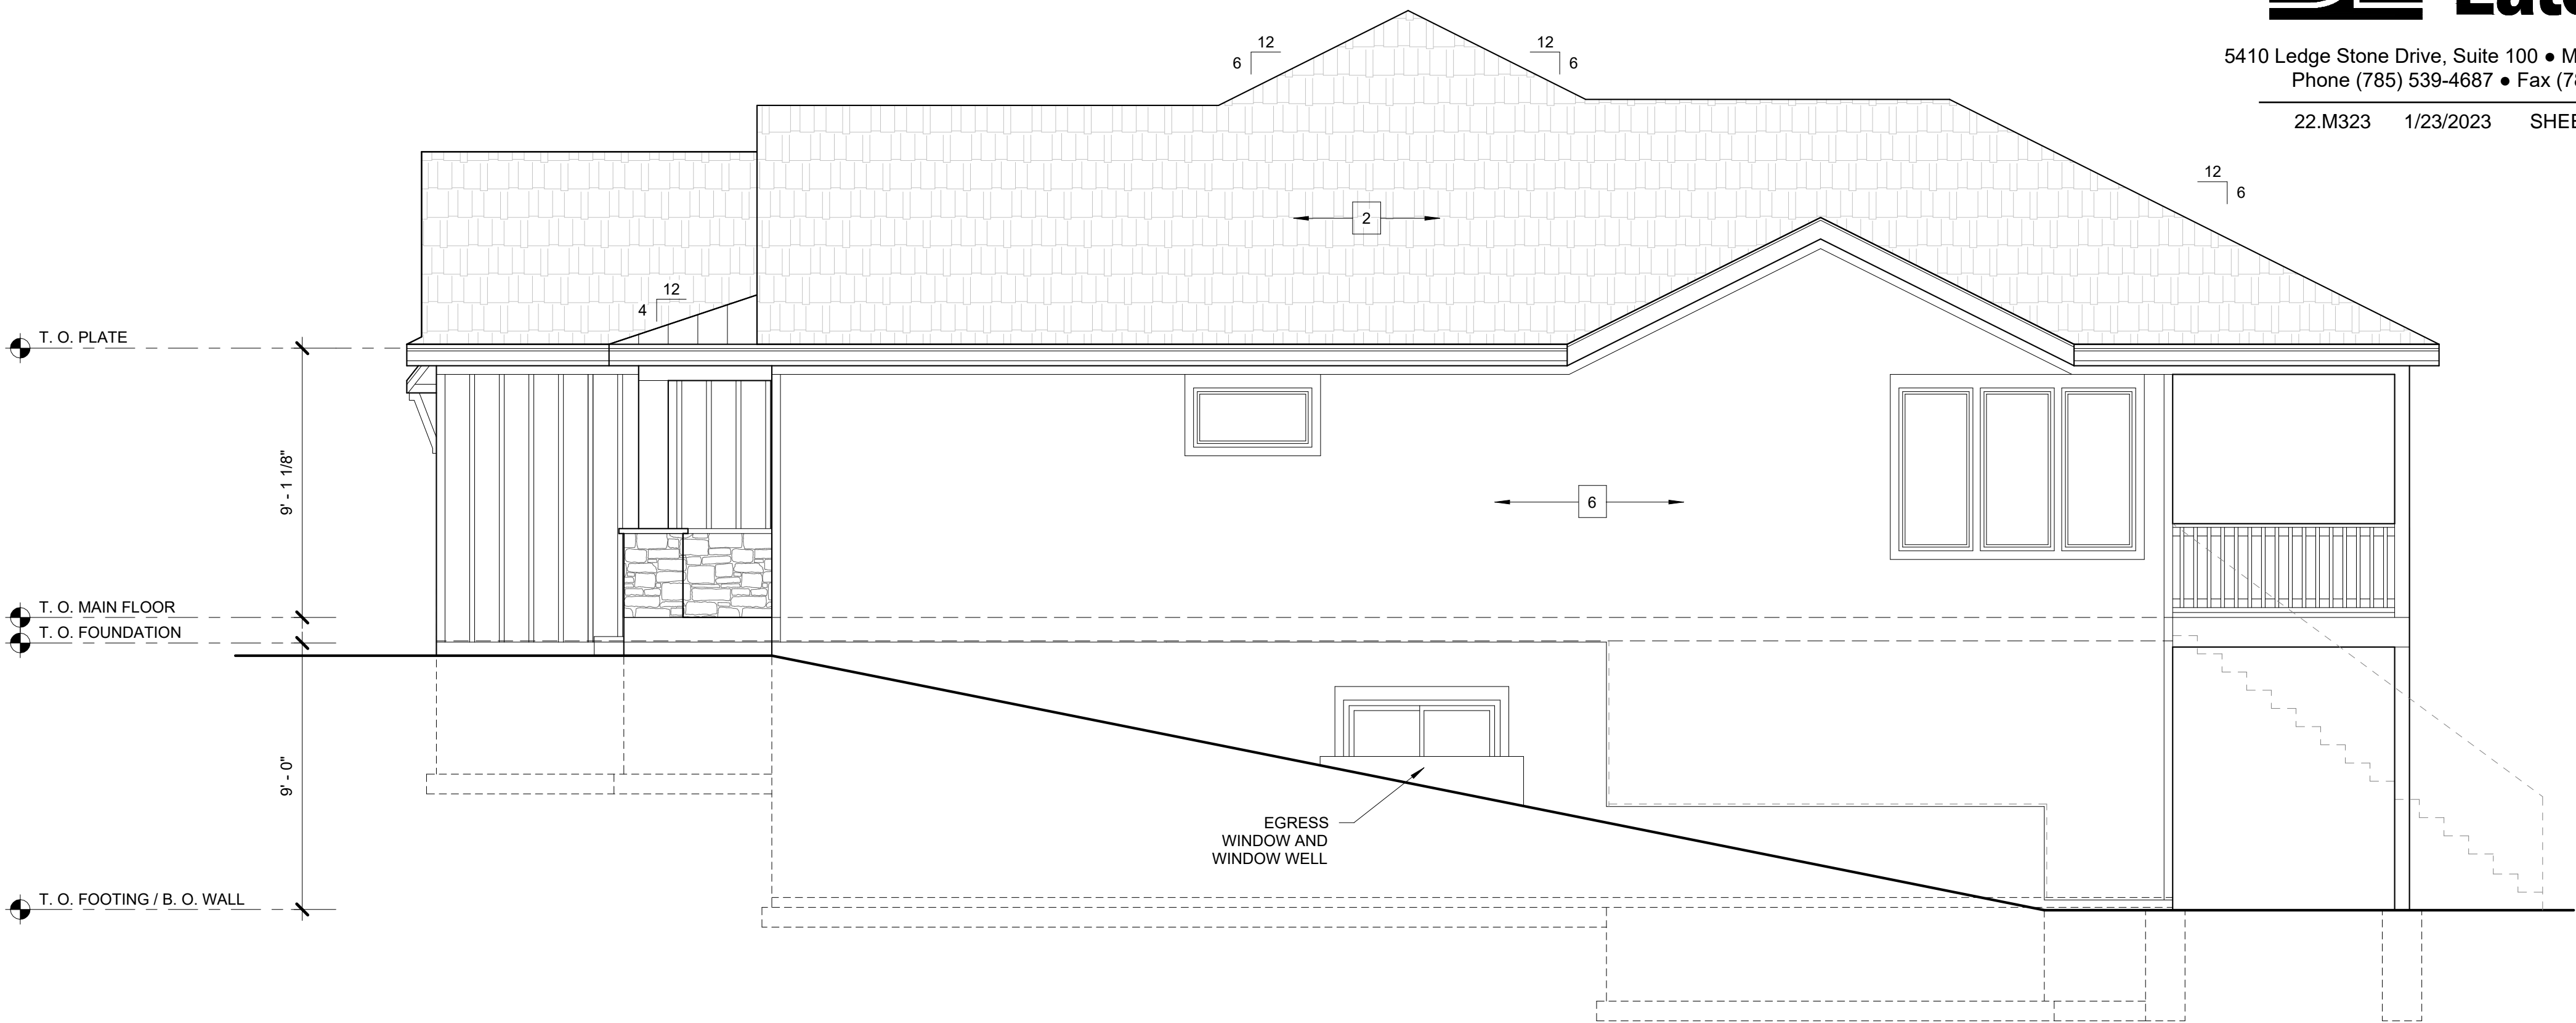 5410 Ledge Stone Drive, Suite 100 ●
Phone (785) 539-4687 ● Fax
22.M323 1/23/2023
12
6
12
6
12
6
2
12
4
T. O. PLATE
9' - 1 1/8"
6
T. O. MAIN FLOOR
T. O. FOUNDATION
9' - 0"
EGRESS
WINDOW AND
WINDOW WELL
T. O. FOOTING / B. O. WALL